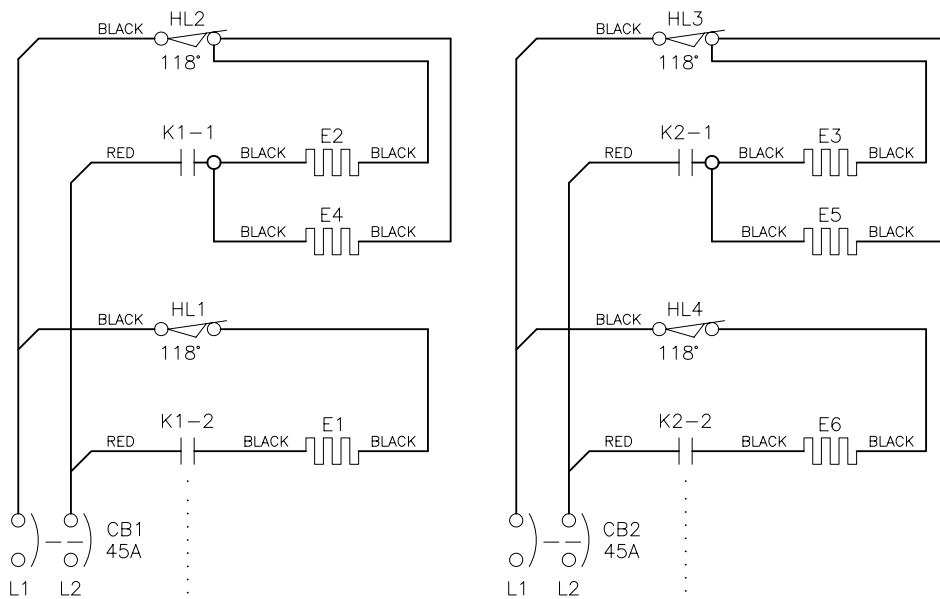 BLACK HL2
118°
K1-1 E2
RED BLACK BLACK
E4
BLACK BLACK
BLACK HL1
118°
K1-2 E1
RED BLACK BLACK
CB1
45A
L1 L2
BLACK HL3
118°
K2-1 E3
RED BLACK BLACK
E5
BLACK BLACK
BLACK HL4
118°
K2-2 E6
RED BLACK BLACK
CB2
45A
L1 L2